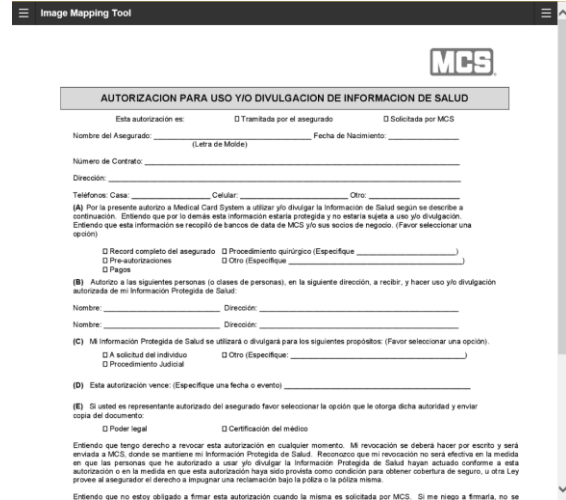 Image Mapping Tool
MCS
AUTORIZACION PARA USO Y/O DIVULGACION DE INFORMACION DE SALUD
Esta autorización es: Tramitada por el asegurado Solicitada por MCS
Nombre del Asegurado: Fecha de Nacimiento:
(Letra de Molde)
Número de Contrato:
Dirección:
Teléfonos: Casa: Celular: Otro:
(A) Por la presente autorizo a Medical Card System a utilizar y/o divulgar la Información de Salud según se describe a
continuación. Entiendo que por lo demás esta información estaría protegida y no estaría sujeta a uso y/o divulgación.
Entiendo que esta información se recopiló de bancos de data de MCS y/o sus socios de negocio. (Favor seleccionar una
opción)
Record completo del asegurado Procedimiento quirúrgico (Especifique )
Pre-autorizaciones Otro (Especifique )
Pagos
(B) Autorizo a las siguientes personas (o clases de personas), en la siguiente dirección, a recibir, y hacer uso y/o divulgación
autorizada de mi Información Protegida de Salud:
Nombre: Dirección:
Nombre: Dirección:
(C) Mi Información Protegida de Salud se utilizará o divulgará para los siguientes propósitos: (Favor seleccionar una opción).
A solicitud del individuo Otro (Especifique: )
Procedimiento Judicial
(D) Esta autorización vence: (Especifique una fecha o evento)
(E) Si usted es representante autorizado del asegurado favor seleccionar la opción que le otorga dicha autoridad y enviar
copia del documento:
Poder legal Certificación del médico
Entiendo que tengo derecho a revocar esta autorización en cualquier momento. Mi revocación se deberá hacer por escrito y será
enviada a MCS, donde se mantiene mi Información Protegida de Salud. Reconozco que mi revocación no será efectiva en la medida
en que las personas que he autorizado a usar y/o divulgar la Información Protegida de Salud hayan actuado conforme a esta
autorización o en la medida en que esta autorización haya sido provista como condición para obtener cobertura de seguro, u otra Ley
provee al asegurador el derecho a impugnar una reclamación bajo la póliza o la póliza misma.
Entiendo que no estoy obligado a firmar esta autorización cuando la misma es solicitada por MCS. Si me niego a firmarla, no se